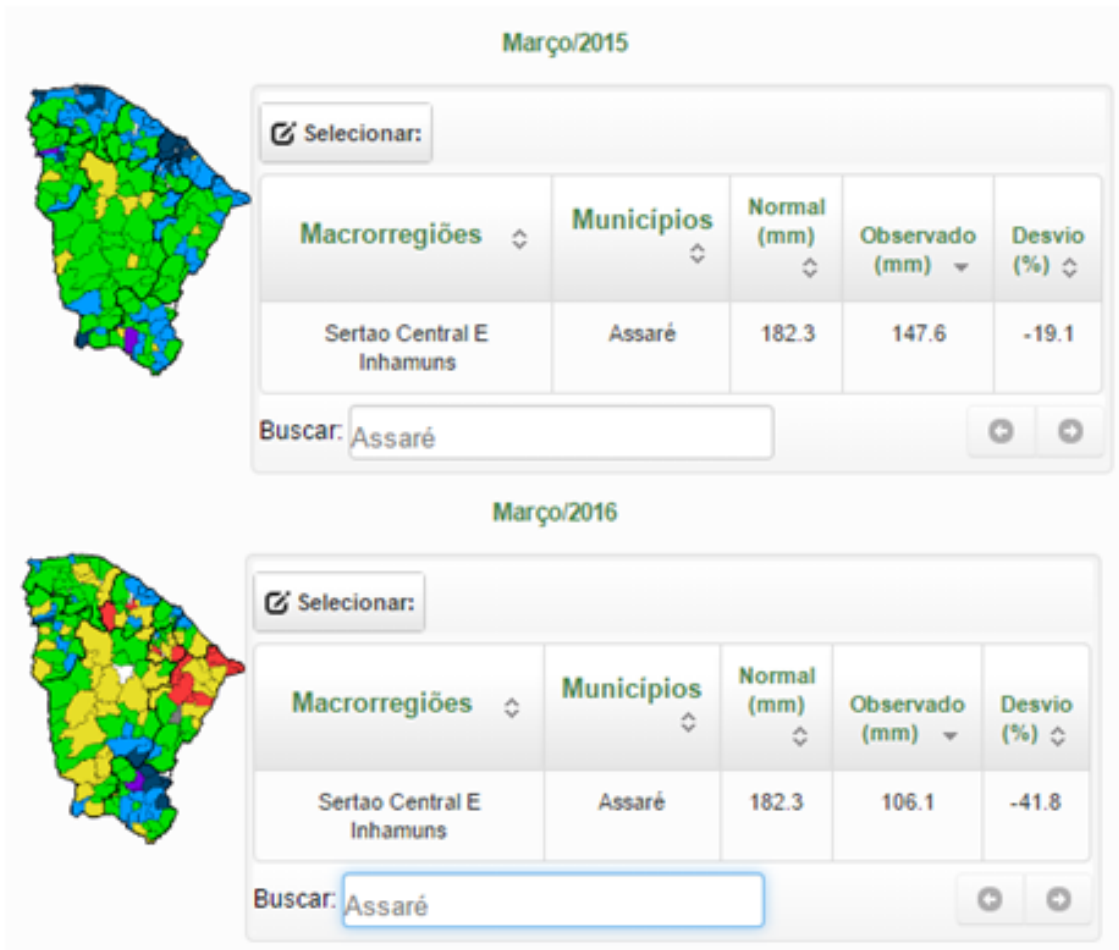 Março/2015
Selecionar:
Macrorregiões
Municípios
Normal
(mm)
Observado
(mm)
Desvio
(%)
Sertao Central E
Inhamuns
Assaré
182.3
147.6
-19.1
Buscar: Assaré
Março/2016
Selecionar:
Macrorregiões
Municípios
Normal
(mm)
Observado
(mm)
Desvio
(%)
Sertao Central E
Inhamuns
Assaré
182.3
106.1
-41.8
Buscar: Assaré